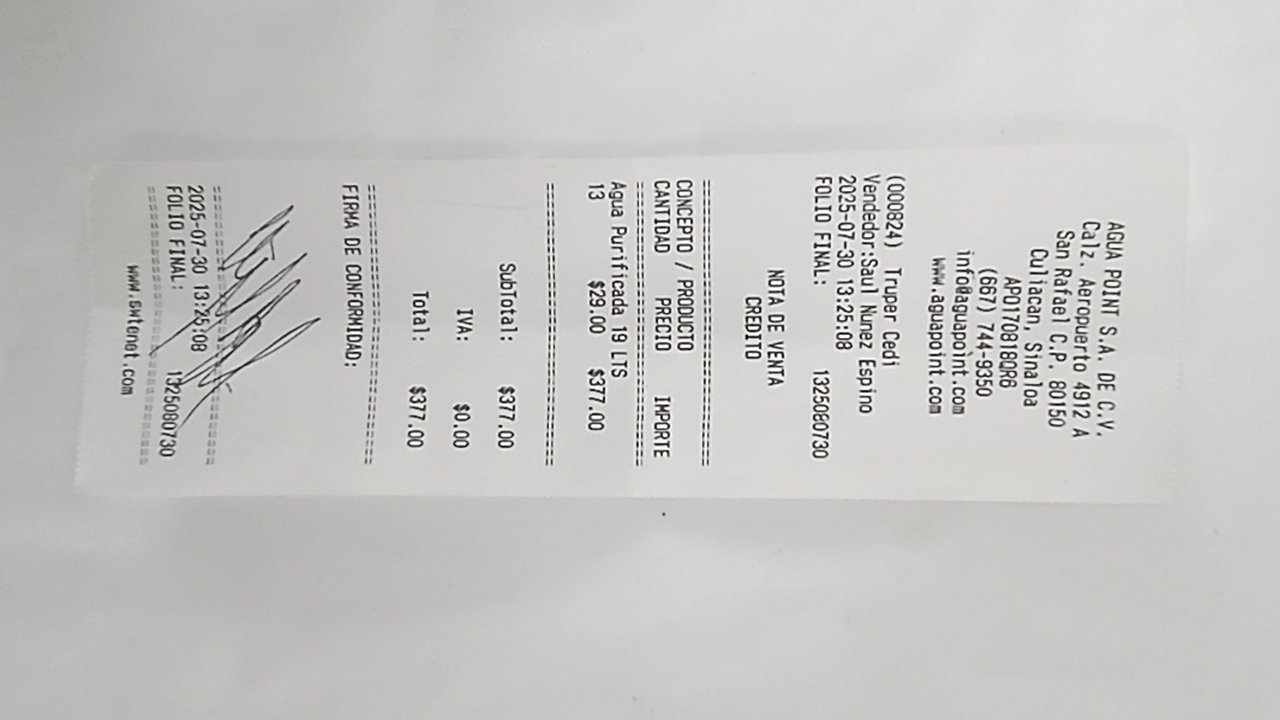 AGUA POINT S.A. DE C.V.
Calz. Aeropuerto 4912 A
San Rafael C.P. 80150
Culiacan, Sinaloa
APO170818QR6
(667) 744-9350
info@aguapoint.com
www.aguapoint.com
(000824) Truper Cedi
Vendedor:Saul Nunez Espino
2025-07-30 13:25:08
FOLIO FINAL: 1325080730
NOTA DE VENTA
CREDITO
CONCEPTO / PRODUCTO
CANTIDAD PRECIO IMPORTE
Agua Purificada 19 LTS
13 $29.00 $377.00
SubTotal: $377.00
IVA: $0.00
Total: $377.00
FIRMA DE CONFORMIDAD:
2025-07-30 13:25:08
FOLIO FINAL: 1325080730
www.ewtenet.com